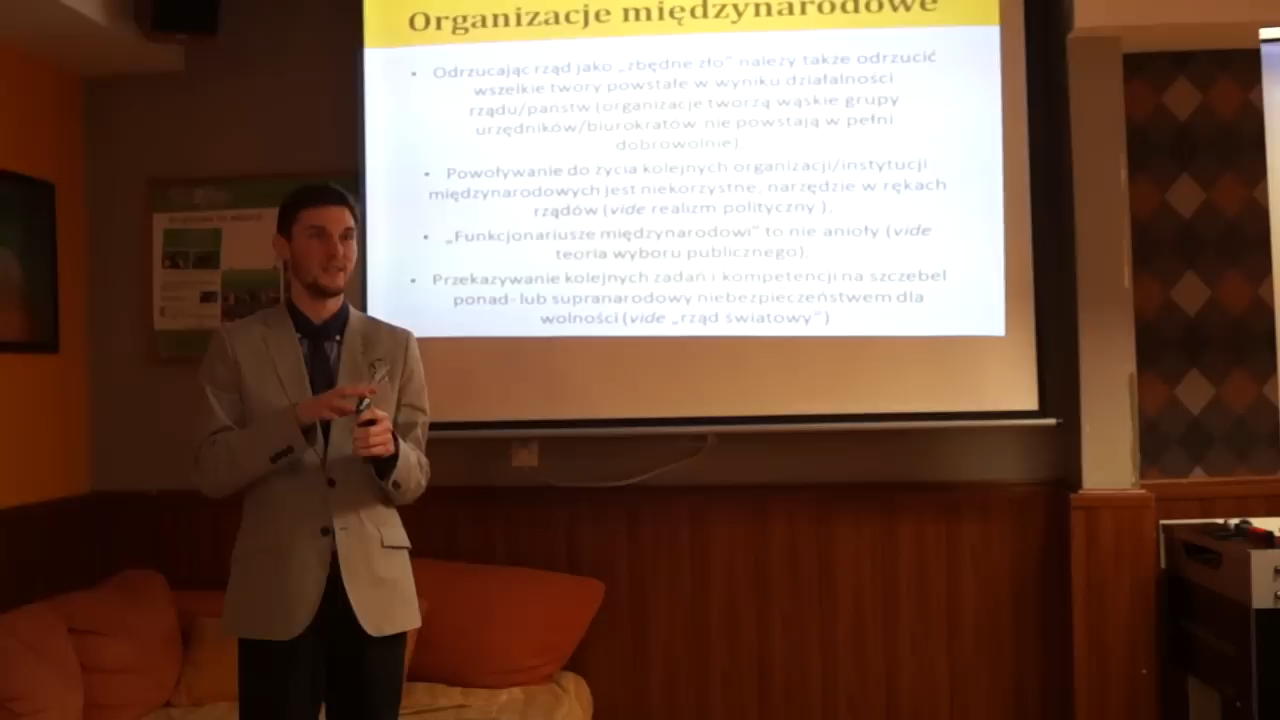 Organizacje międzynarodowe
• Odrzucając rząd jako „zbędne zło" należy także odrzucić
wszelkie twory powstałe w wyniku działalności
rządu/państw (organizacje tworzą wąskie grupy
urzędników/biurokratów nie powstają w pełni
dobrowolnie),
• Powoływanie do życia kolejnych organizacji/instytucji
międzynarodowych jest niekorzystne, narzędzie w rękach
rządów (vide realizm polityczny ),
• „Funkcjonariusze międzynarodowi" to nie anioły (vide
teoria wyboru publicznego),
• Przekazywanie kolejnych zadań i kompetencji na szczebel
ponad- lub supranarodowy niebezpieczeństwem dla
wolności (vide „rząd światowy")